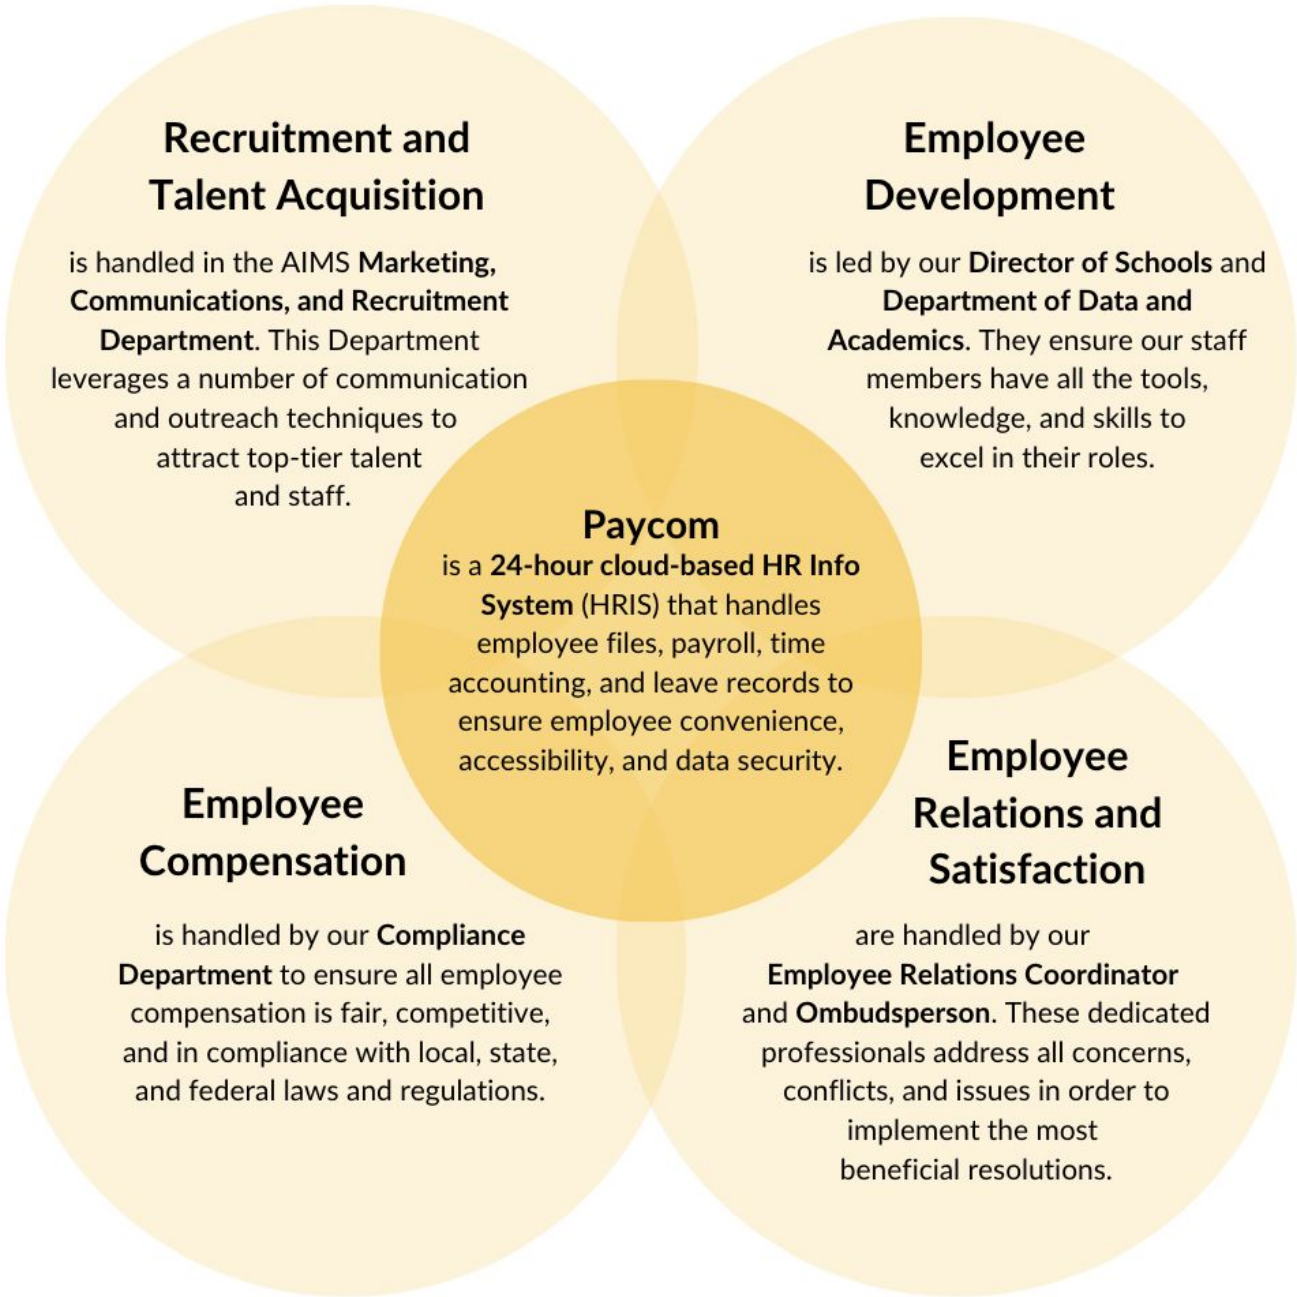 Recruitment and
Talent Acquisition
is handled in the AIMS Marketing,
Communications, and Recruitment
Department. This Department
leverages a number of communication
and outreach techniques to
attract top-tier talent
and staff.
Employee
Development
is led by our Director of Schools and
Department of Data and
Academics. They ensure our staff
members have all the tools,
knowledge, and skills to
excel in their roles.
Paycom
is a 24-hour cloud-based HR Info
System (HRIS) that handles
employee files, payroll, time
accounting, and leave records to
ensure employee convenience,
accessibility, and data security.
Employee
Compensation
is handled by our Compliance
Department to ensure all employee
compensation is fair, competitive,
and in compliance with local, state,
and federal laws and regulations.
Employee
Relations and
Satisfaction
are handled by our
Employee Relations Coordinator
and Ombudsperson. These dedicated
professionals address all concerns,
conflicts, and issues in order to
implement the most
beneficial resolutions.